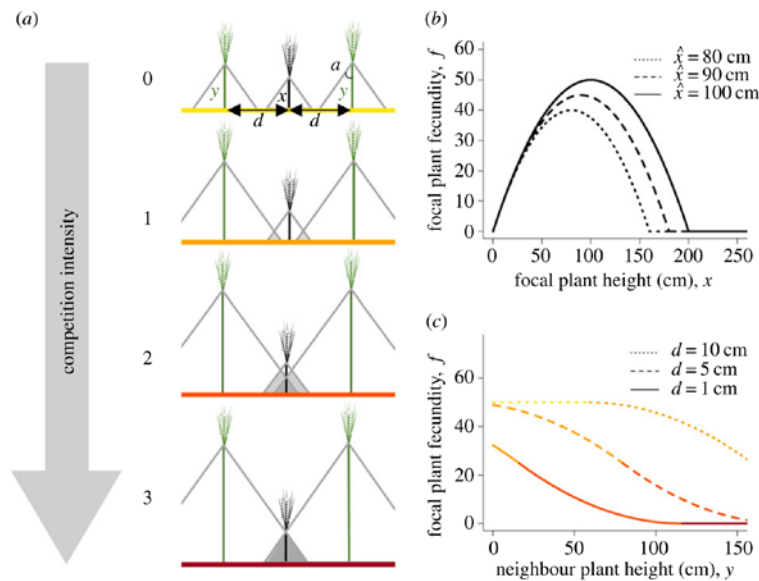 (a)
competition intensity
0
a
y
x
y
d
d
1
2
3
(b)
focal plant fecundity, f
60
50
40
30
20
10
0
x̂ = 80 cm
x̂ = 90 cm
x̂ = 100 cm
0 50 100 150 200 250
focal plant height (cm), x
(c)
focal plant fecundity, f
60
40
20
0
d = 10 cm
d = 5 cm
d = 1 cm
0 50 100 150
neighbour plant height (cm), y